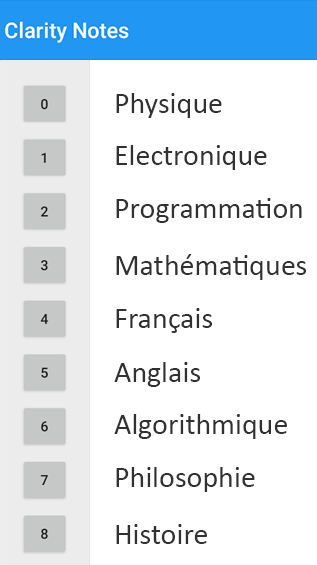 Clarity Notes
0 Physique
1 Electronique
2 Programmation
3 Mathématiques
4 Français
5 Anglais
6 Algorithmique
7 Philosophie
8 Histoire